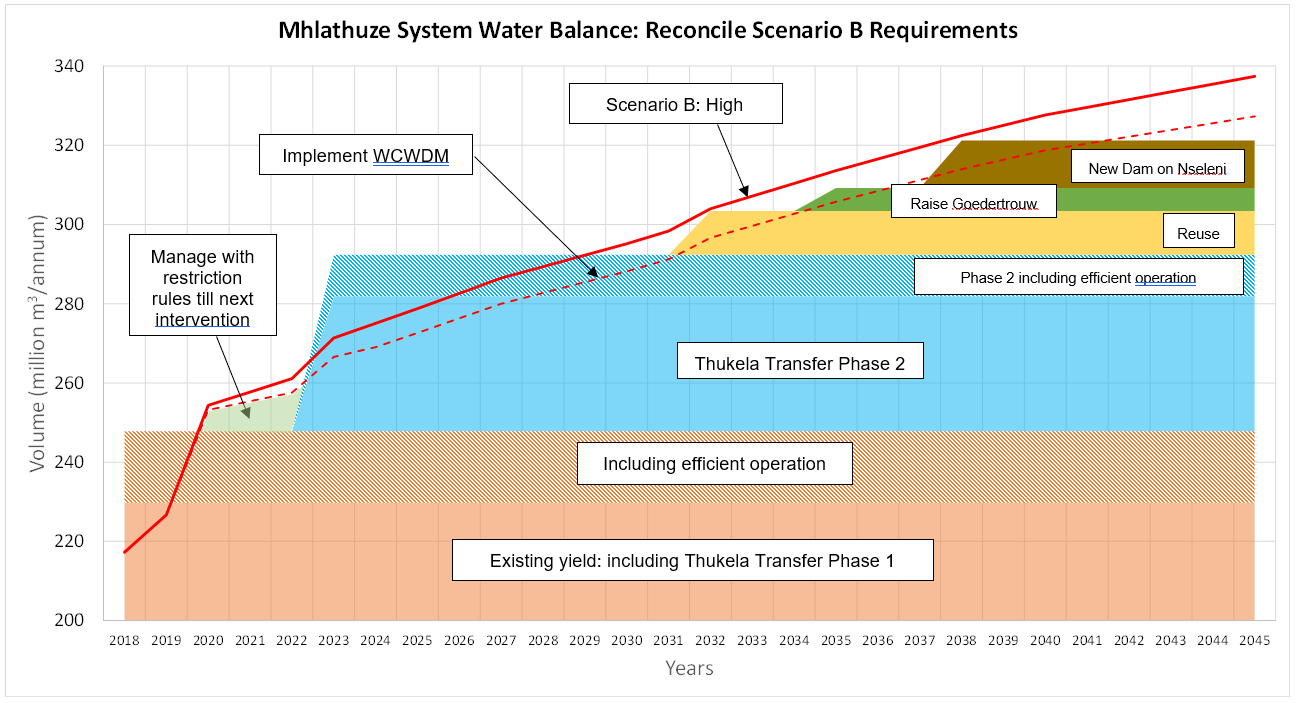 Mhlathuze System Water Balance: Reconcile Scenario B Requirements
Volume (million m³/annum)
340
320
300
280
260
240
220
200
Scenario B: High
Implement WCWDM
Manage with
restriction
rules till next
intervention
New Dam on Nseleni
Raise Goedertrouw
Reuse
Phase 2 including efficient operation
Thukela Transfer Phase 2
Including efficient operation
Existing yield: including Thukela Transfer Phase 1
2018 2019 2020 2021 2022 2023 2024 2025 2026 2027 2028 2029 2030 2031 2032 2033 2034 2035 2036 2037 2038 2039 2040 2041 2042 2043 2044 2045
Years